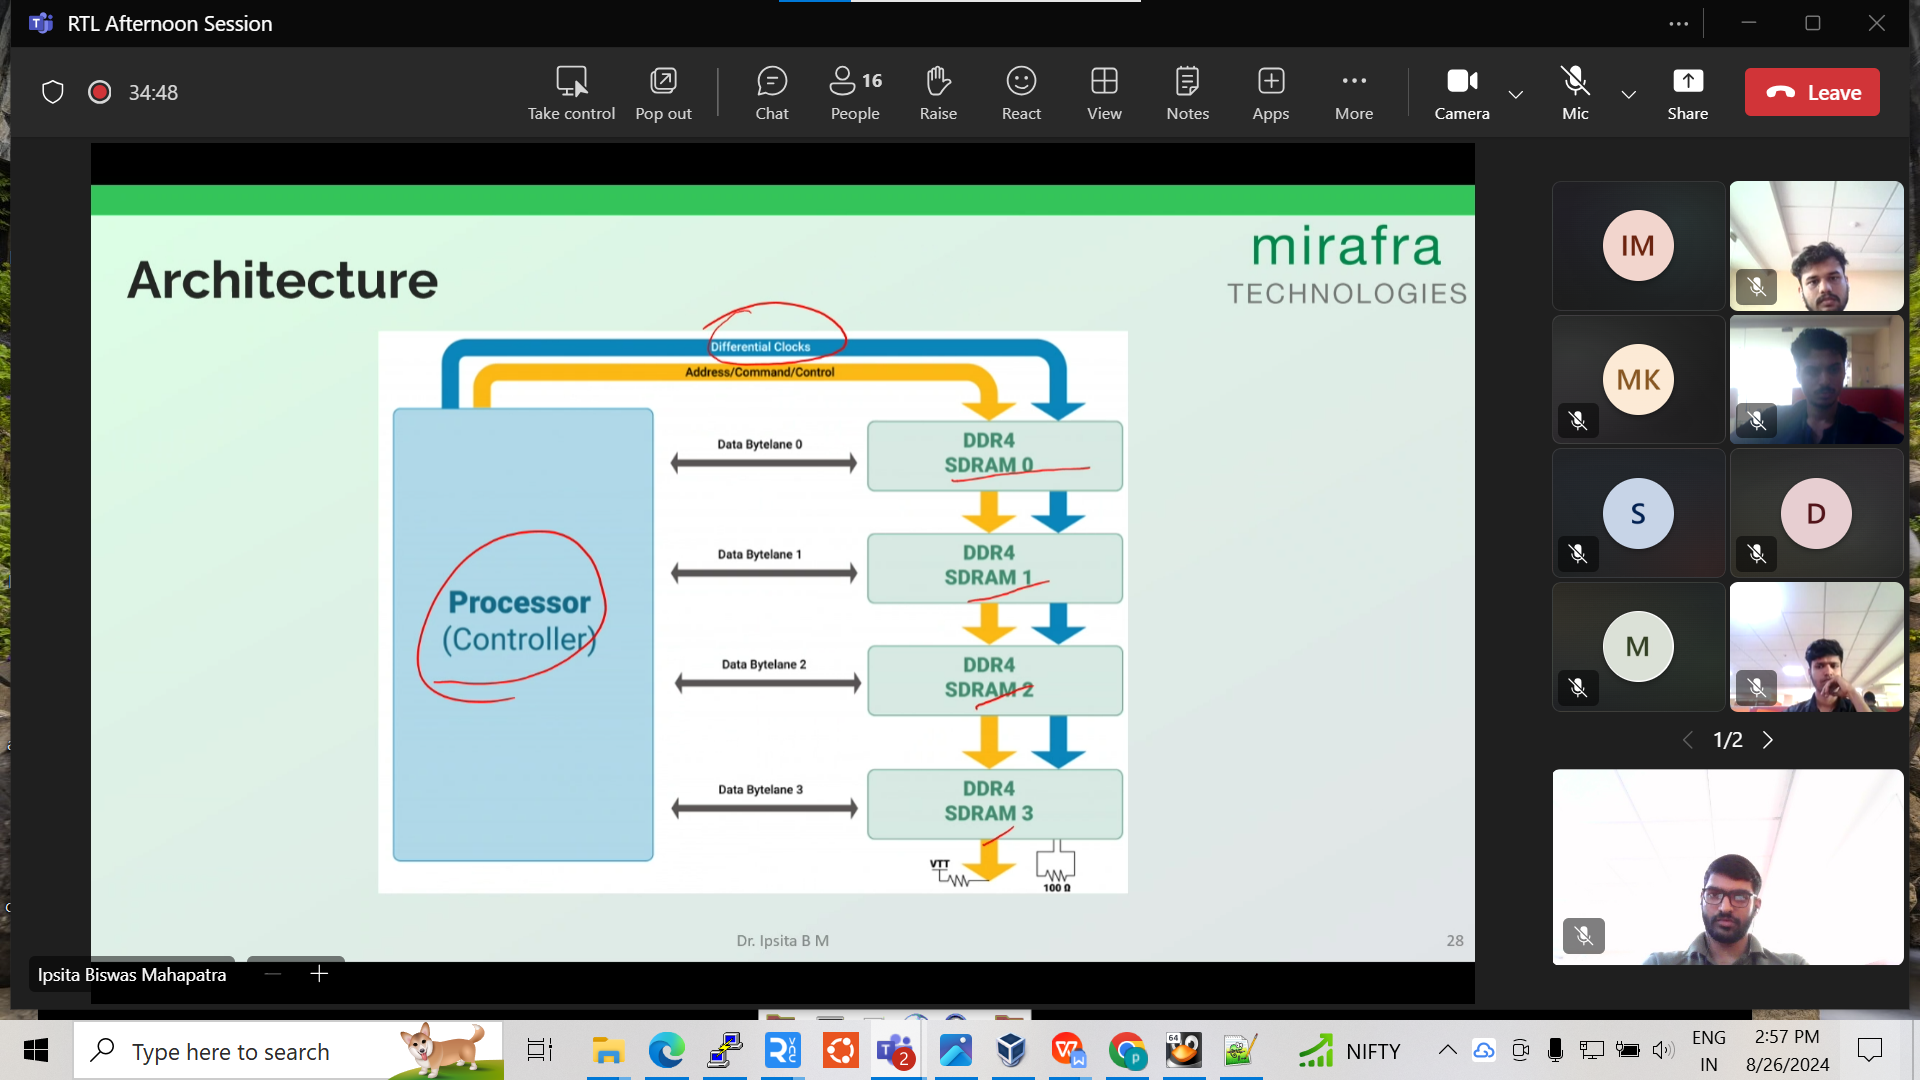 RTL Afternoon Session
34:48
Take control
Pop out
Chat
16
People
Raise
React
View
Notes
Apps
More
Camera
Mic
Share
Leave
mirafra
TECHNOLOGIES
Architecture
Differential Clocks
Address/Command/Control
Processor
(Controller)
Data Bytelane 0
DDR4
SDRAM 0
Data Bytelane 1
DDR4
SDRAM 1
Data Bytelane 2
DDR4
SDRAM 2
Data Bytelane 3
DDR4
SDRAM 3
VTT
100 Ω
Dr. Ipsita B M
28
Ipsita Biswas Mahapatra
IM
MK
S
D
M
1/2
Type here to search
2
64
NIFTY
ENG
IN
2:57 PM
8/26/2024